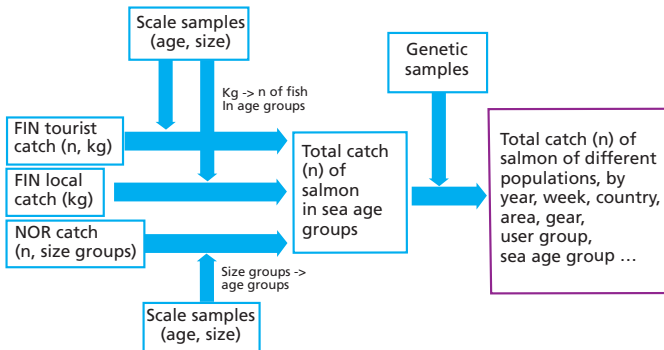 Scale samples
(age, size)
Genetic
samples
Kg -> n of fish
In age groups
FIN tourist
catch (n, kg)
FIN local
catch (kg)
NOR catch
(n, size groups)
Total catch
(n) of
salmon
in sea age
groups
Total catch (n) of
salmon of different
populations, by
year, week, country,
area, gear,
user group,
sea age group ...
Size groups ->
age groups
Scale samples
(age, size)